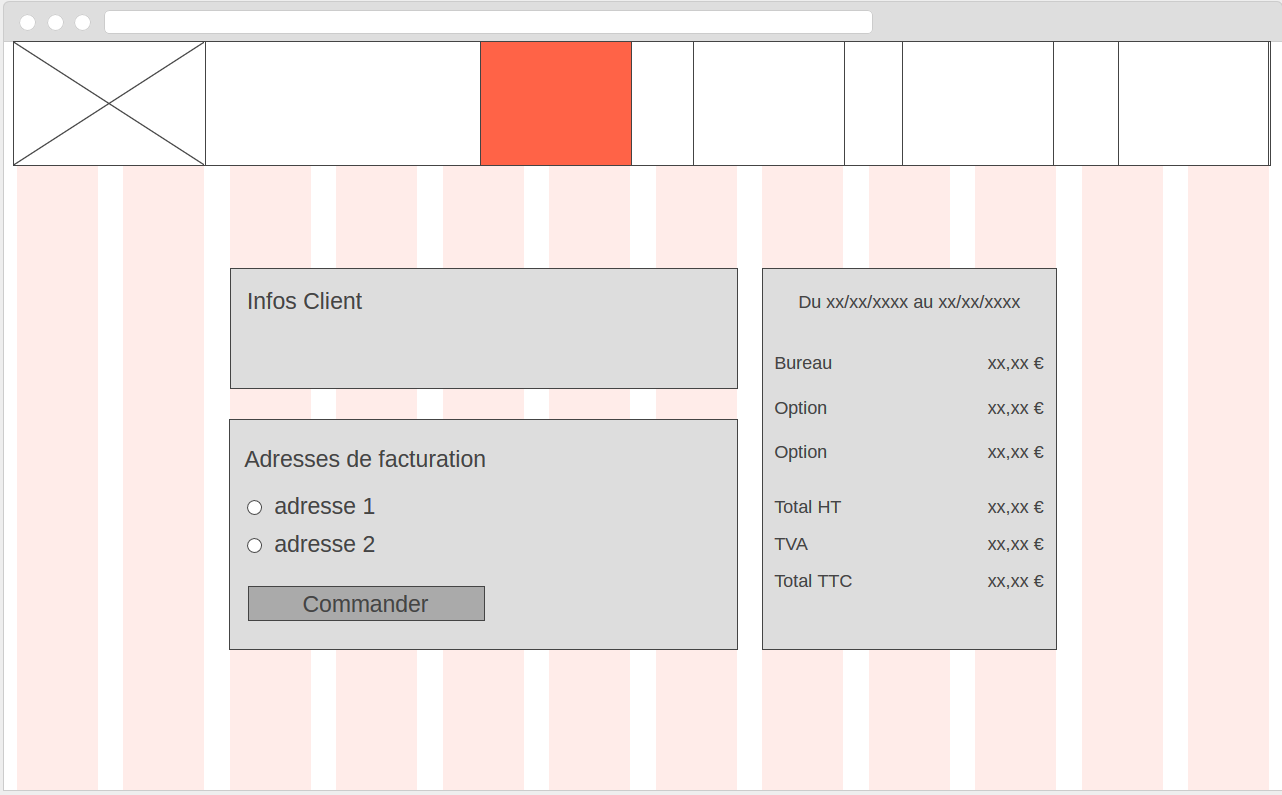 Infos Client
Adresses de facturation
adresse 1
adresse 2
Commander
Du xx/xx/xxxx au xx/xx/xxxx
Bureau xx,xx €
Option xx,xx €
Option xx,xx €
Total HT xx,xx €
TVA xx,xx €
Total TTC xx,xx €